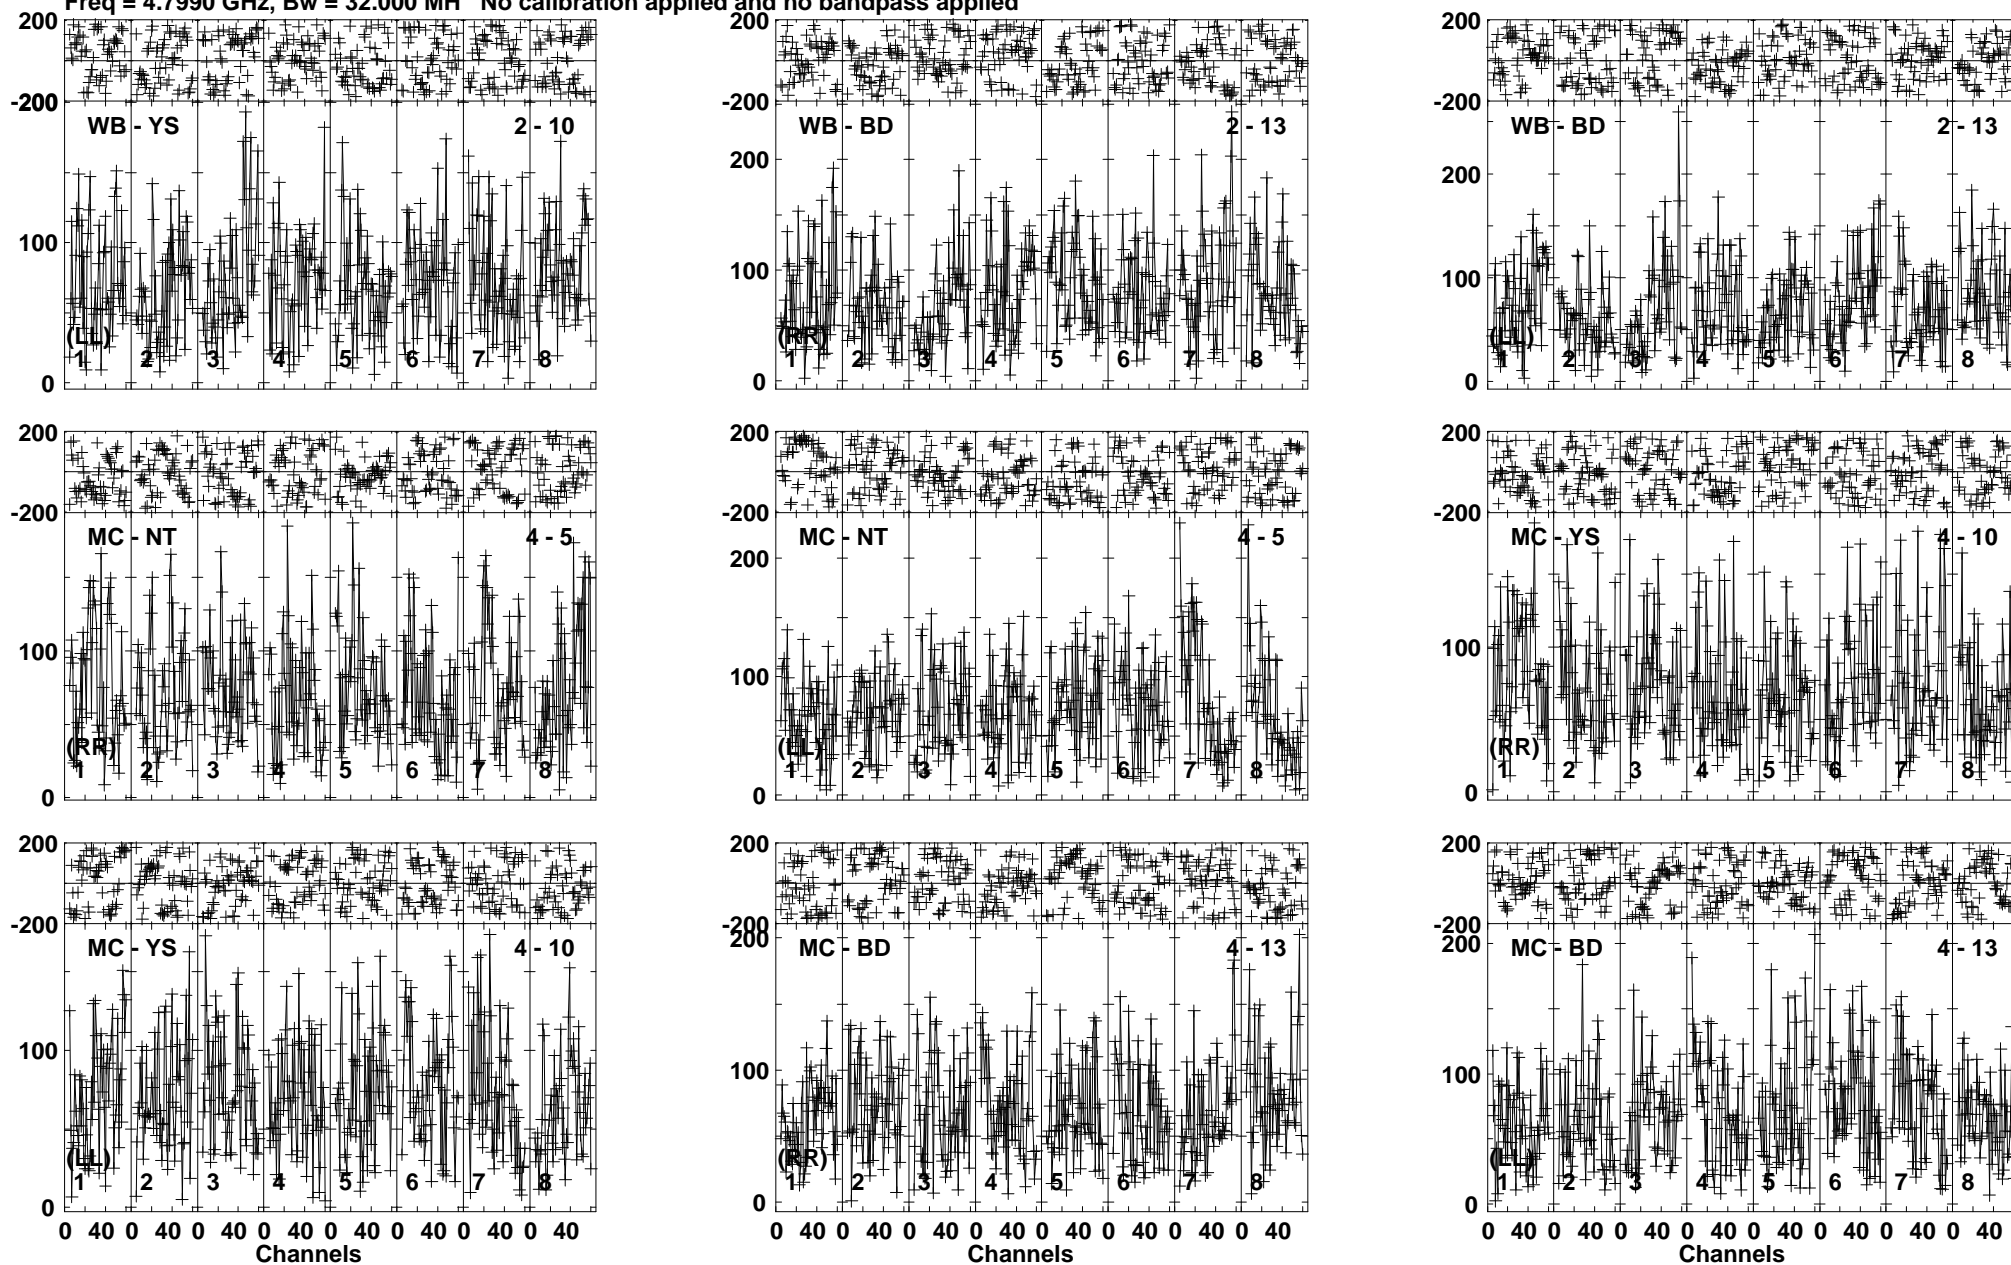 Freq = 4.7990 GHz, Bw = 32.000 MH No calibration applied and no bandpass applied
200 200 200
-200 -200 -200
WB - YS 2 - 10 WB - BD 2 - 13 WB - BD 2 - 13
200 200
100 100 100
(LL) (RR) (LL)
1 2 3 4 5 6 7 8 1 2 3 4 5 6 7 8 1 2 3 4 5 6 7 8
0 0 0
200 200 200
-200 -200 -200
MC - NT 4 - 5 MC - NT 4 - 5 MC - YS 4 - 10
200
100 100 100
(RR) (LL) (RR)
1 2 3 4 5 6 7 8 1 2 3 4 5 6 7 8 1 2 3 4 5 6 7 8
0 0 0
200 200 200
-200 -200 -200
MC - YS 4 - 10 MC - BD 4 - 13 MC - BD 4 - 13
200 200
100 100 100
(LL) (RR) (LL)
1 2 3 4 5 6 7 8 1 2 3 4 5 6 7 8 1 2 3 4 5 6 7 8
0 0 0
0 40 0 40 0 40 0 40 0 40 0 40 0 40 0 40 0 40 0 40 0 40 0 40 0 40 0 40 0 40 0 40 0 40 0 40 0 40 0 40 0 40 0 40 0 40 0 40
Channels Channels Channels